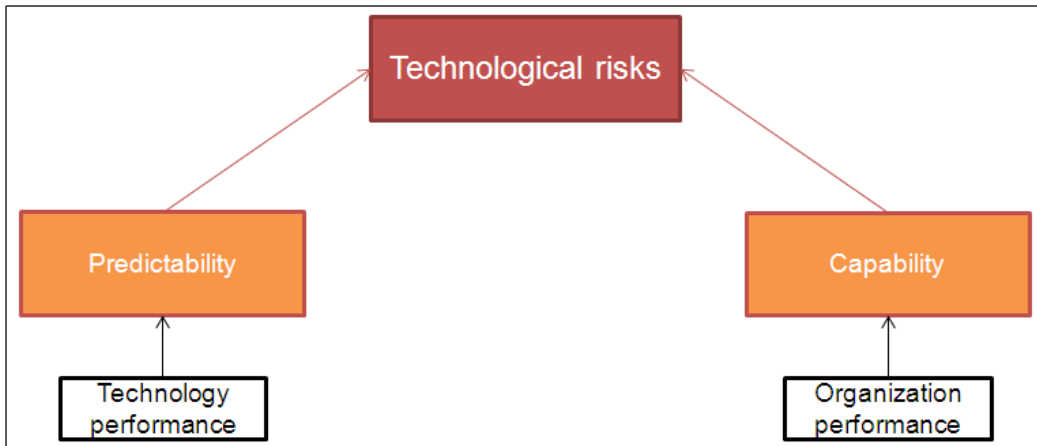 Technological risks
Predictability
Capability
Technology
performance
Organization
performance